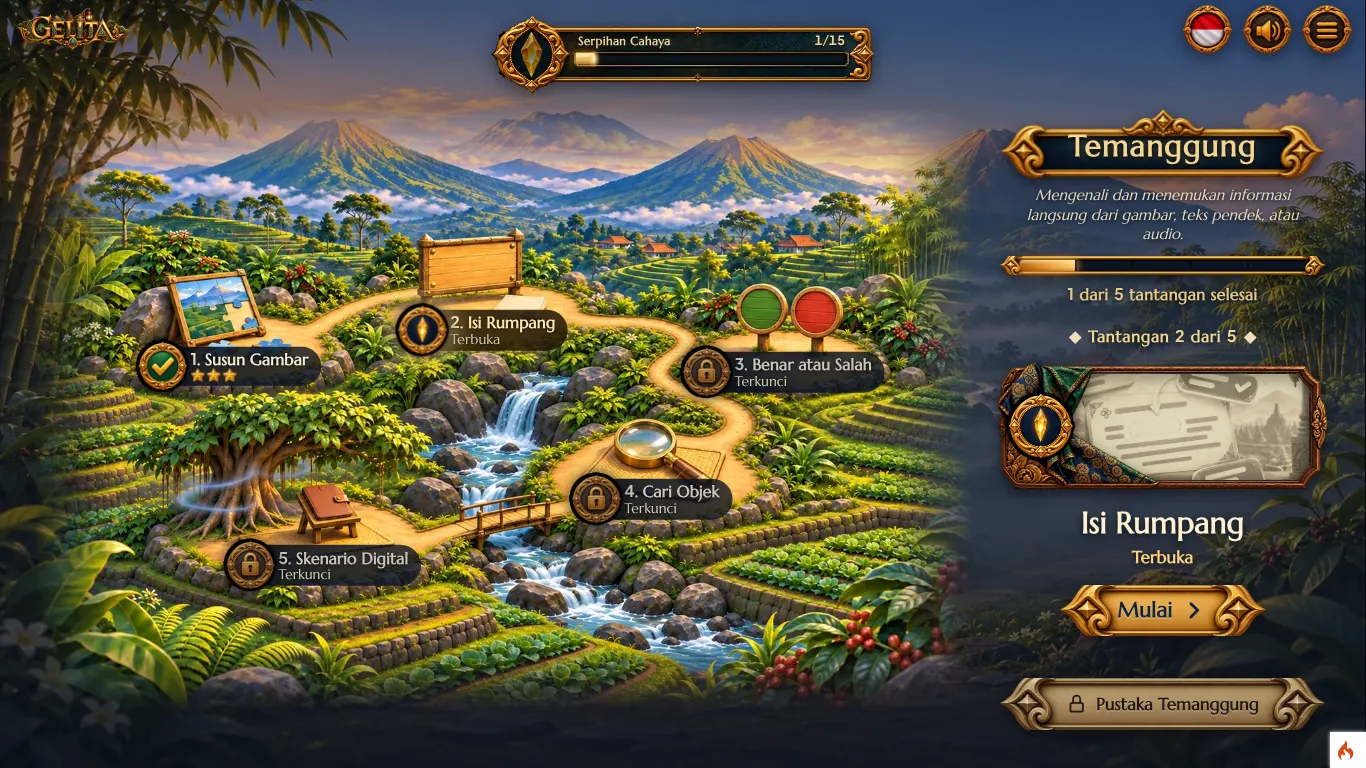 GELITA
Serpihan Cahaya 1/15
Temanggung
Mengenali dan menemukan informasi
langsung dari gambar, teks pendek, atau
audio.
1 dari 5 tantangan selesai
Tantangan 2 dari 5
1. Susun Gambar
2. Isi Rumpang
Terbuka
3. Benar atau Salah
Terkunci
4. Cari Objek
Terkunci
5. Skenario Digital
Terkunci
Isi Rumpang
Terbuka
Mulai
Pustaka Temanggung